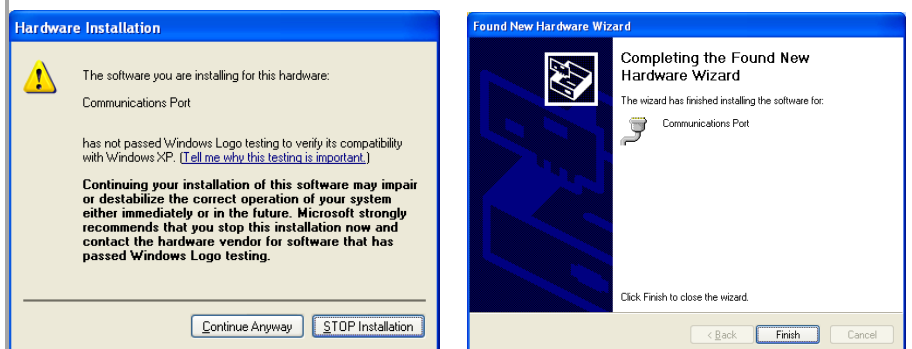 Hardware Installation
The software you are installing for this hardware:
Communications Port
has not passed Windows Logo testing to verify its compatibility
with Windows XP. (Tell me why this testing is important.)
Continuing your installation of this software may impair
or destabilize the correct operation of your system
either immediately or in the future. Microsoft strongly
recommends that you stop this installation now and
contact the hardware vendor for software that has
passed Windows Logo testing.
Continue Anyway
STOP Installation
Found New Hardware Wizard
Completing the Found New
Hardware Wizard
The wizard has finished installing the software for:
Communications Port
Click Finish to close the wizard.
< Back
Finish
Cancel